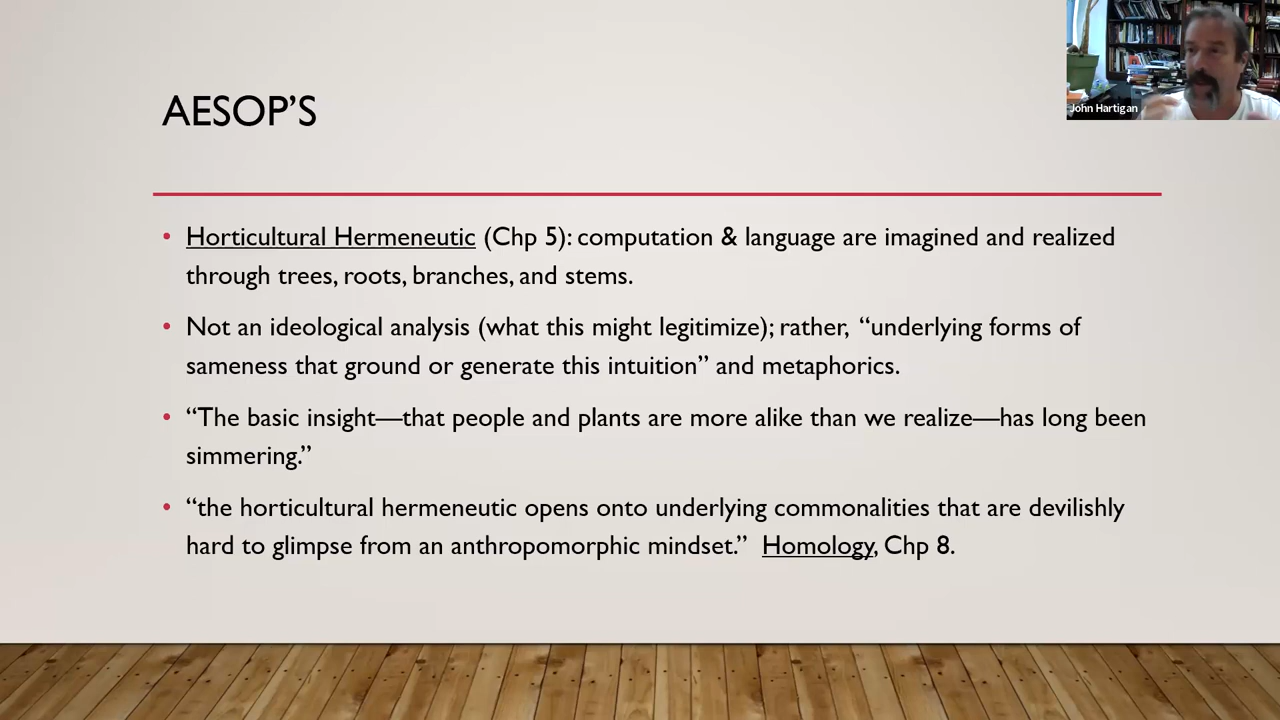 John Hartigan
AESOP’S
• Horticultural Hermeneutic (Chp 5): computation & language are imagined and realized
through trees, roots, branches, and stems.
• Not an ideological analysis (what this might legitimize); rather, “underlying forms of
sameness that ground or generate this intuition” and metaphorics.
• “The basic insight—that people and plants are more alike than we realize—has long been
simmering.”
• “the horticultural hermeneutic opens onto underlying commonalities that are devilishly
hard to glimpse from an anthropomorphic mindset.” Homology, Chp 8.